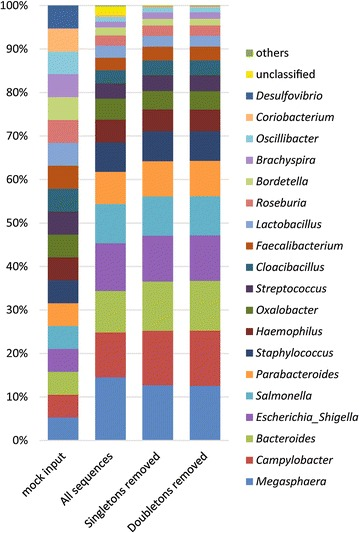 100%
90%
80%
70%
60%
50%
40%
30%
20%
10%
0%
mock input
All sequences
Singletons removed
Doubletons removed
others
unclassified
Desulfovibrio
Coriobacterium
Oscillibacter
Brachyspira
Bordetella
Roseburia
Lactobacillus
Faecalibacterium
Cloacibacillus
Streptococcus
Oxalobacter
Haemophilus
Staphylococcus
Parabacteroides
Salmonella
Escherichia_Shigella
Bacteroides
Campylobacter
Megasphaera